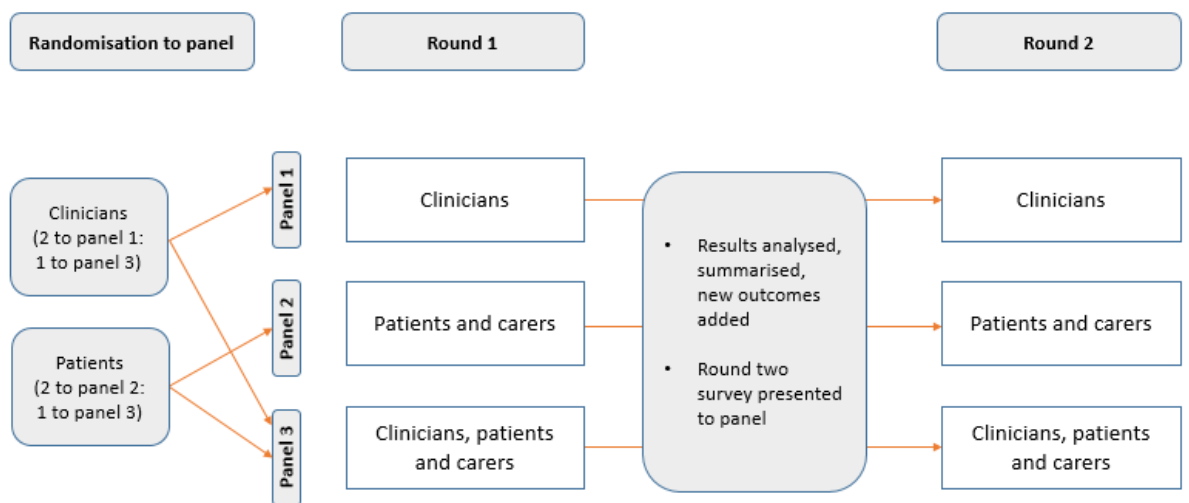 Randomisation to panel
Round 1
Round 2
Clinicians
(2 to panel 1:
1 to panel 3)
Patients
(2 to panel 2:
1 to panel 3)
Panel 1
Panel 2
Panel 3
Clinicians
Patients and carers
Clinicians, patients
and carers
• Results analysed,
summarised,
new outcomes
added
• Round two
survey presented
to panel
Clinicians
Patients and carers
Clinicians, patients
and carers